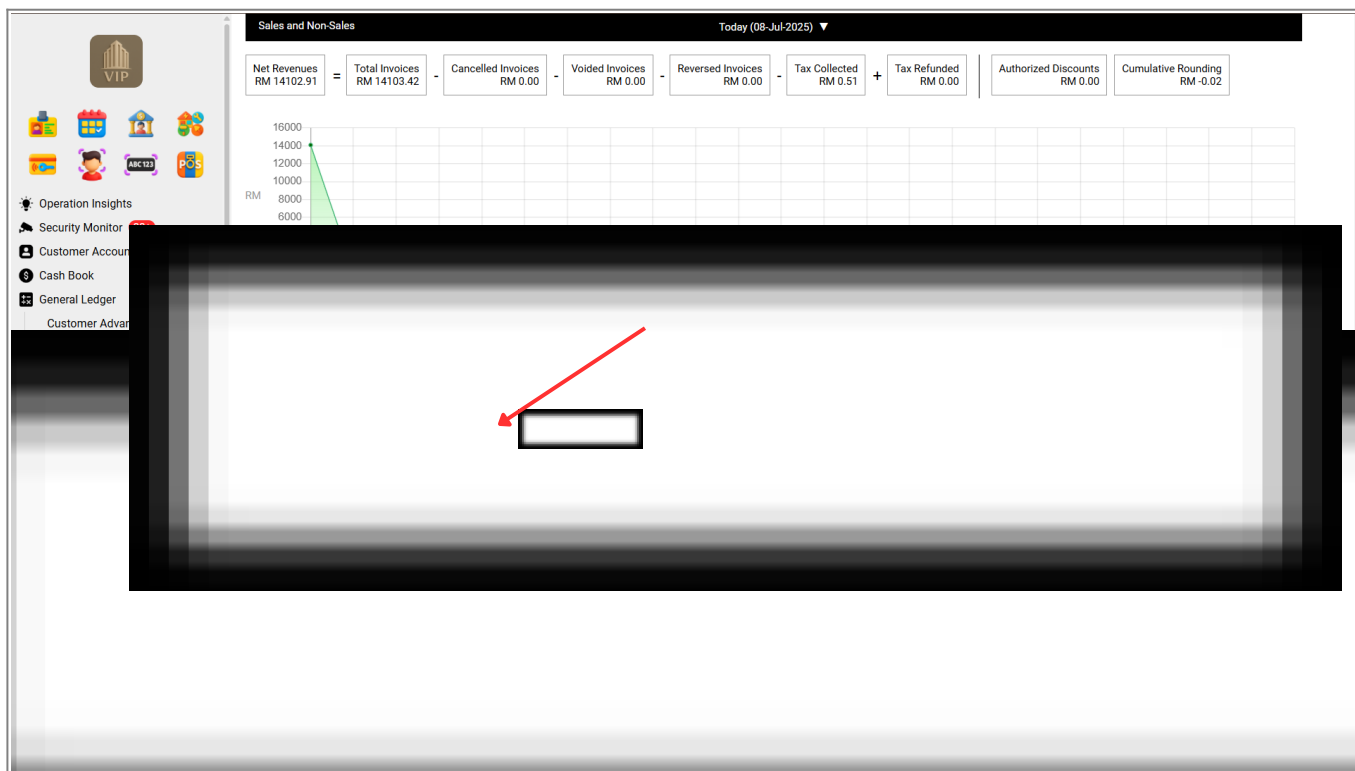 Sales and Non-Sales
Today (08-Jul-2025) ▼
VIP
Net Revenues
RM 14102.91
=
Total Invoices
RM 14103.42
-
Cancelled Invoices
RM 0.00
-
Voided Invoices
RM 0.00
-
Reversed Invoices
RM 0.00
-
Tax Collected
RM 0.51
+
Tax Refunded
RM 0.00
Authorized Discounts
RM 0.00
Cumulative Rounding
RM -0.02
ABC 123
POS
16000
14000
12000
10000
RM
8000
6000
Operation Insights
Security Monitor
Customer Accoun
Cash Book
General Ledger
Customer Advan